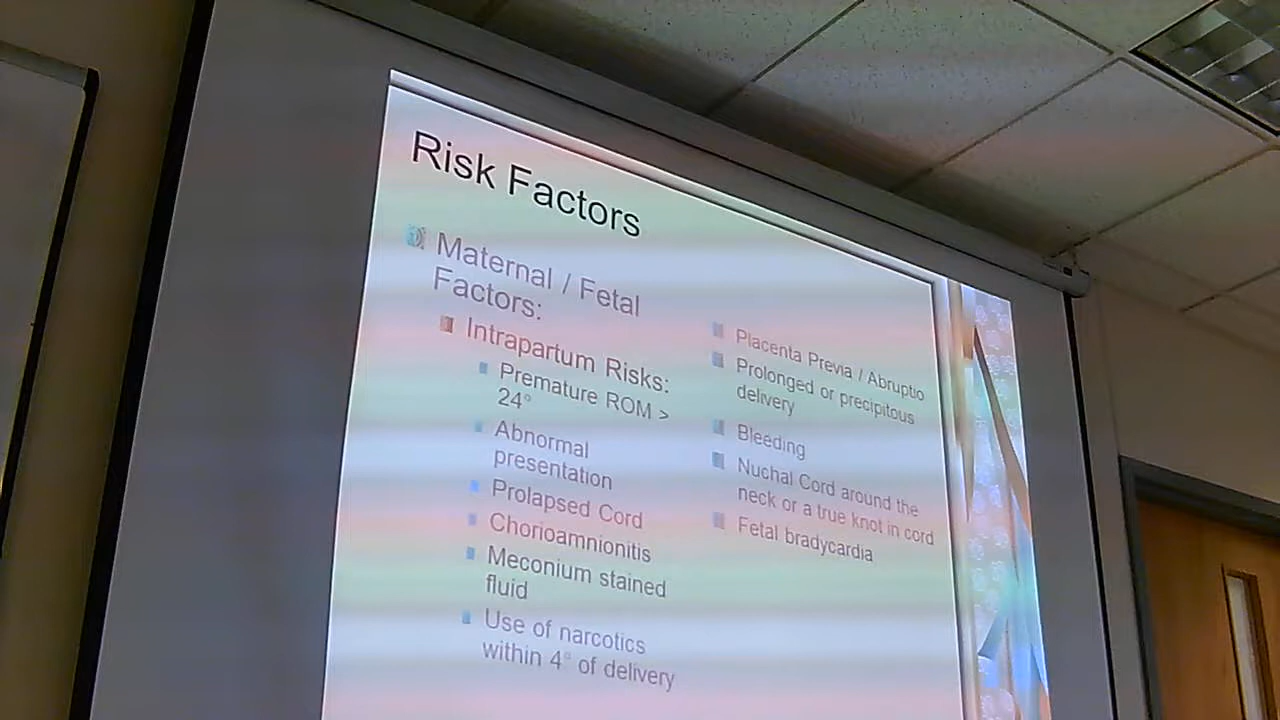 Risk Factors
Maternal / Fetal
Factors:
Intrapartum Risks:
Premature ROM >
24°
Abnormal
presentation
Prolapsed Cord
Chorioamnionitis
Meconium stained
fluid
Use of narcotics
within 4° of delivery
Placenta Previa / Abruptio
Prolonged or precipitous
delivery
Bleeding
Nuchal Cord around the
neck or a true knot in cord
Fetal bradycardia